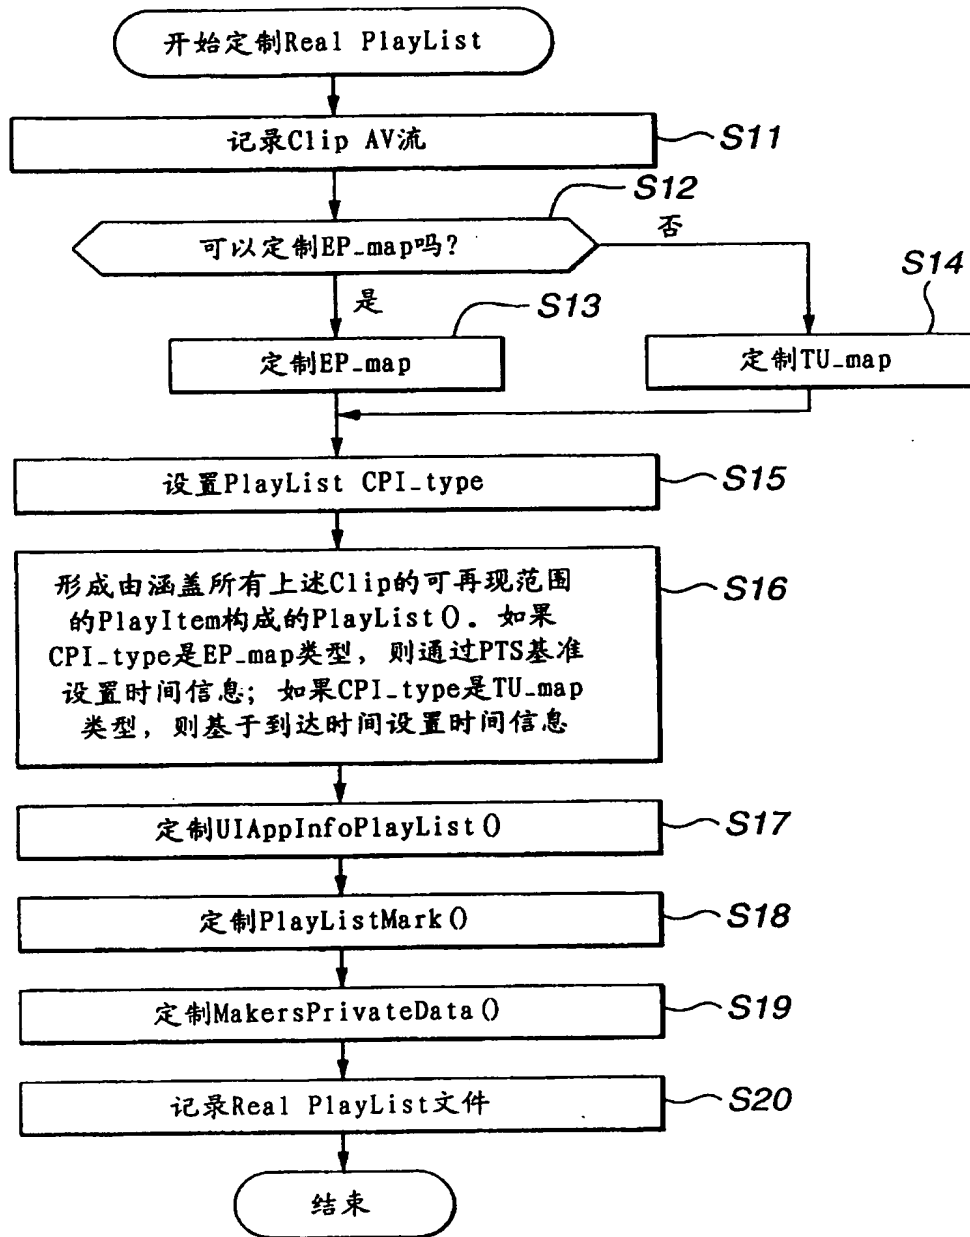 开始定制Real PlayList
记录Clip AV流
S11
S12
可以定制EP_map吗?
否
是
S13
S14
定制EP_map
定制TU_map
设置PlayList CPI_type
S15
形成由涵盖所有上述Clip的可再现范围
的PlayItem构成的PlayList()。如果
CPI_type是EP_map类型，则通过PTS基准
设置时间信息；如果CPI_type是TU_map
类型，则基于到达时间设置时间信息
S16
定制UIAppInfoPlayList()
S17
定制PlayListMark()
S18
定制MakersPrivateData()
S19
记录Real PlayList文件
S20
结束